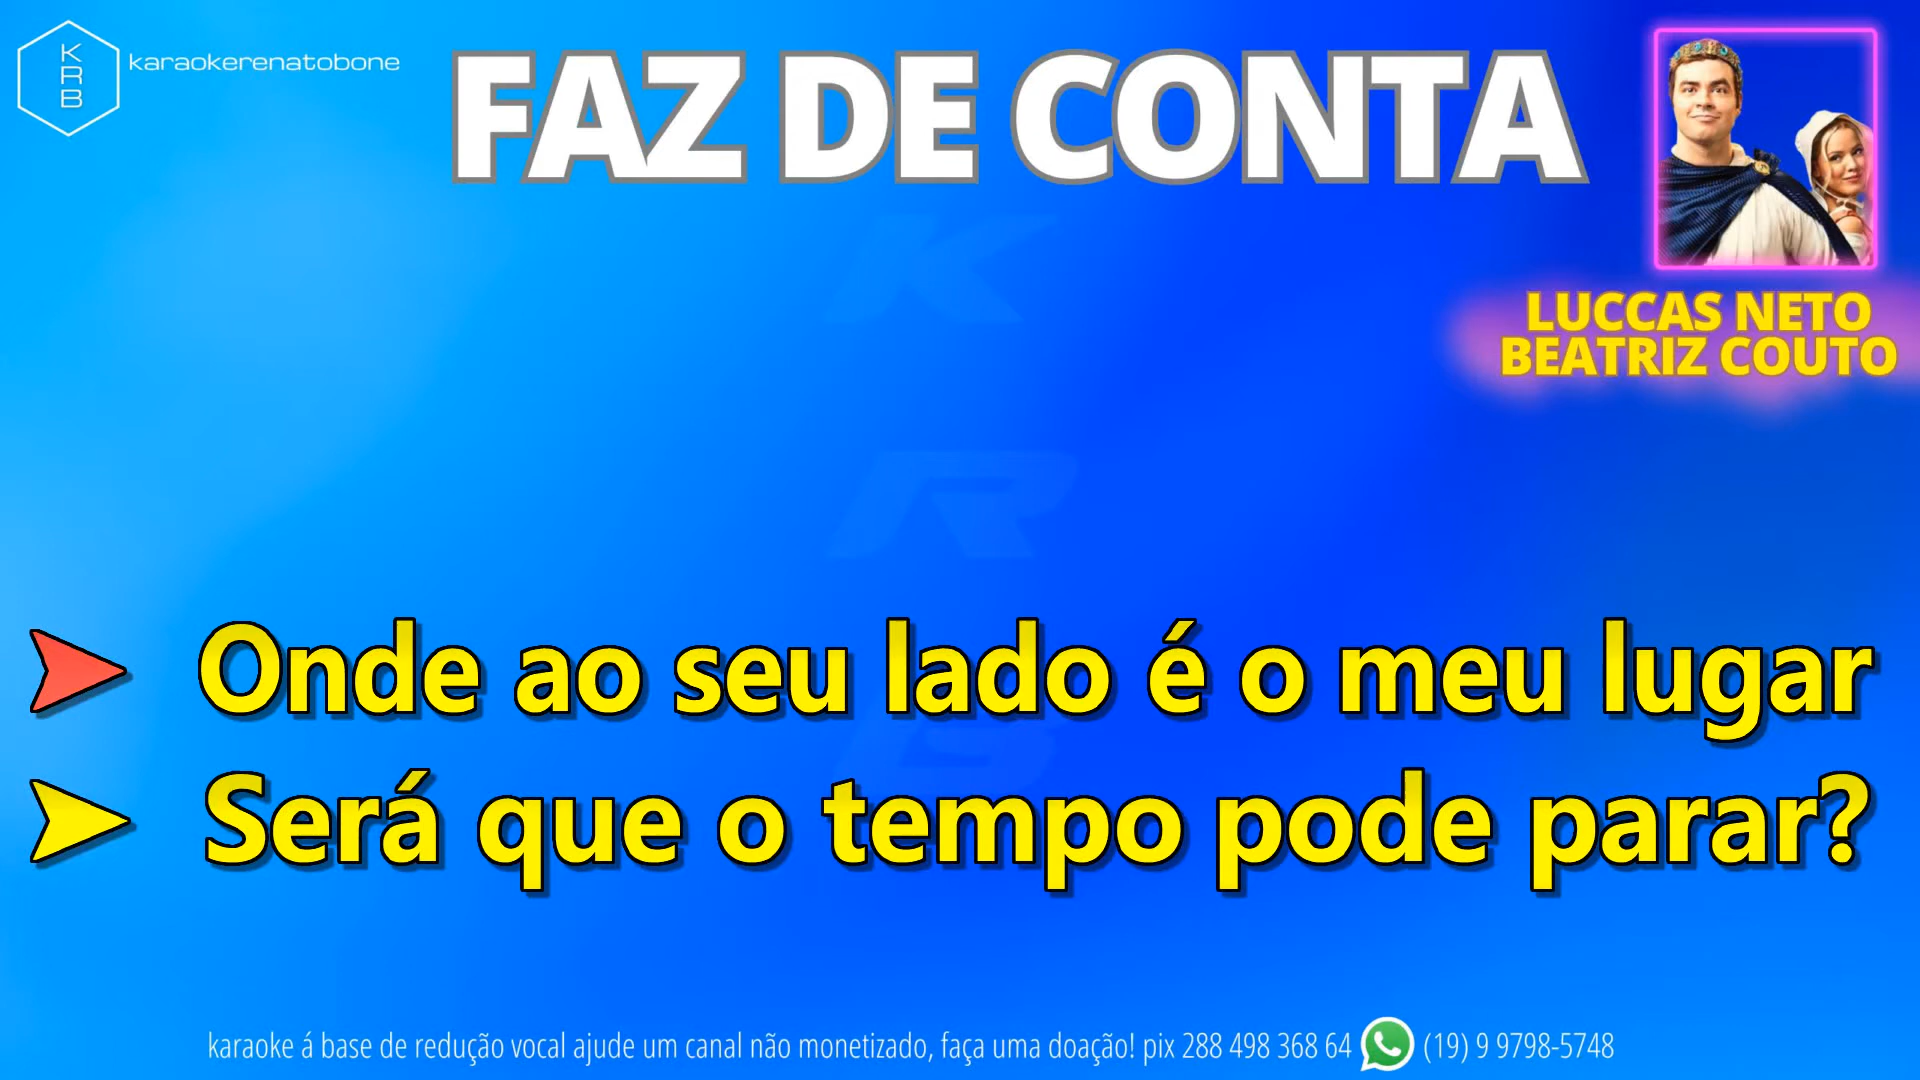 KRB
karaokerenatobone
FAZ DE CONTA
LUCCAS NETO
BEATRIZ COUTO
K
R
B
Onde ao seu lado é o meu lugar
Será que o tempo pode parar?
karaoke á base de redução vocal ajude um canal não monetizado, faça uma doação! pix 288 498 368 64 (19) 9 9798-5748